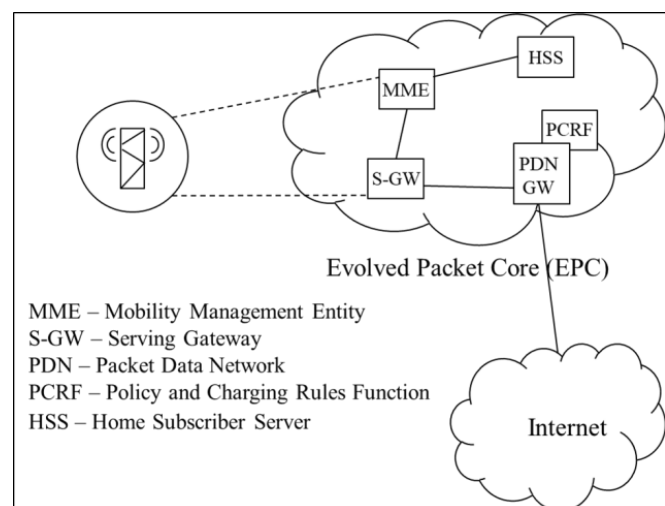 HSS
MME
PCRF
S-GW
PDN
GW
Evolved Packet Core (EPC)
MME – Mobility Management Entity
S-GW – Serving Gateway
PDN – Packet Data Network
PCRF – Policy and Charging Rules Function
HSS – Home Subscriber Server
Internet